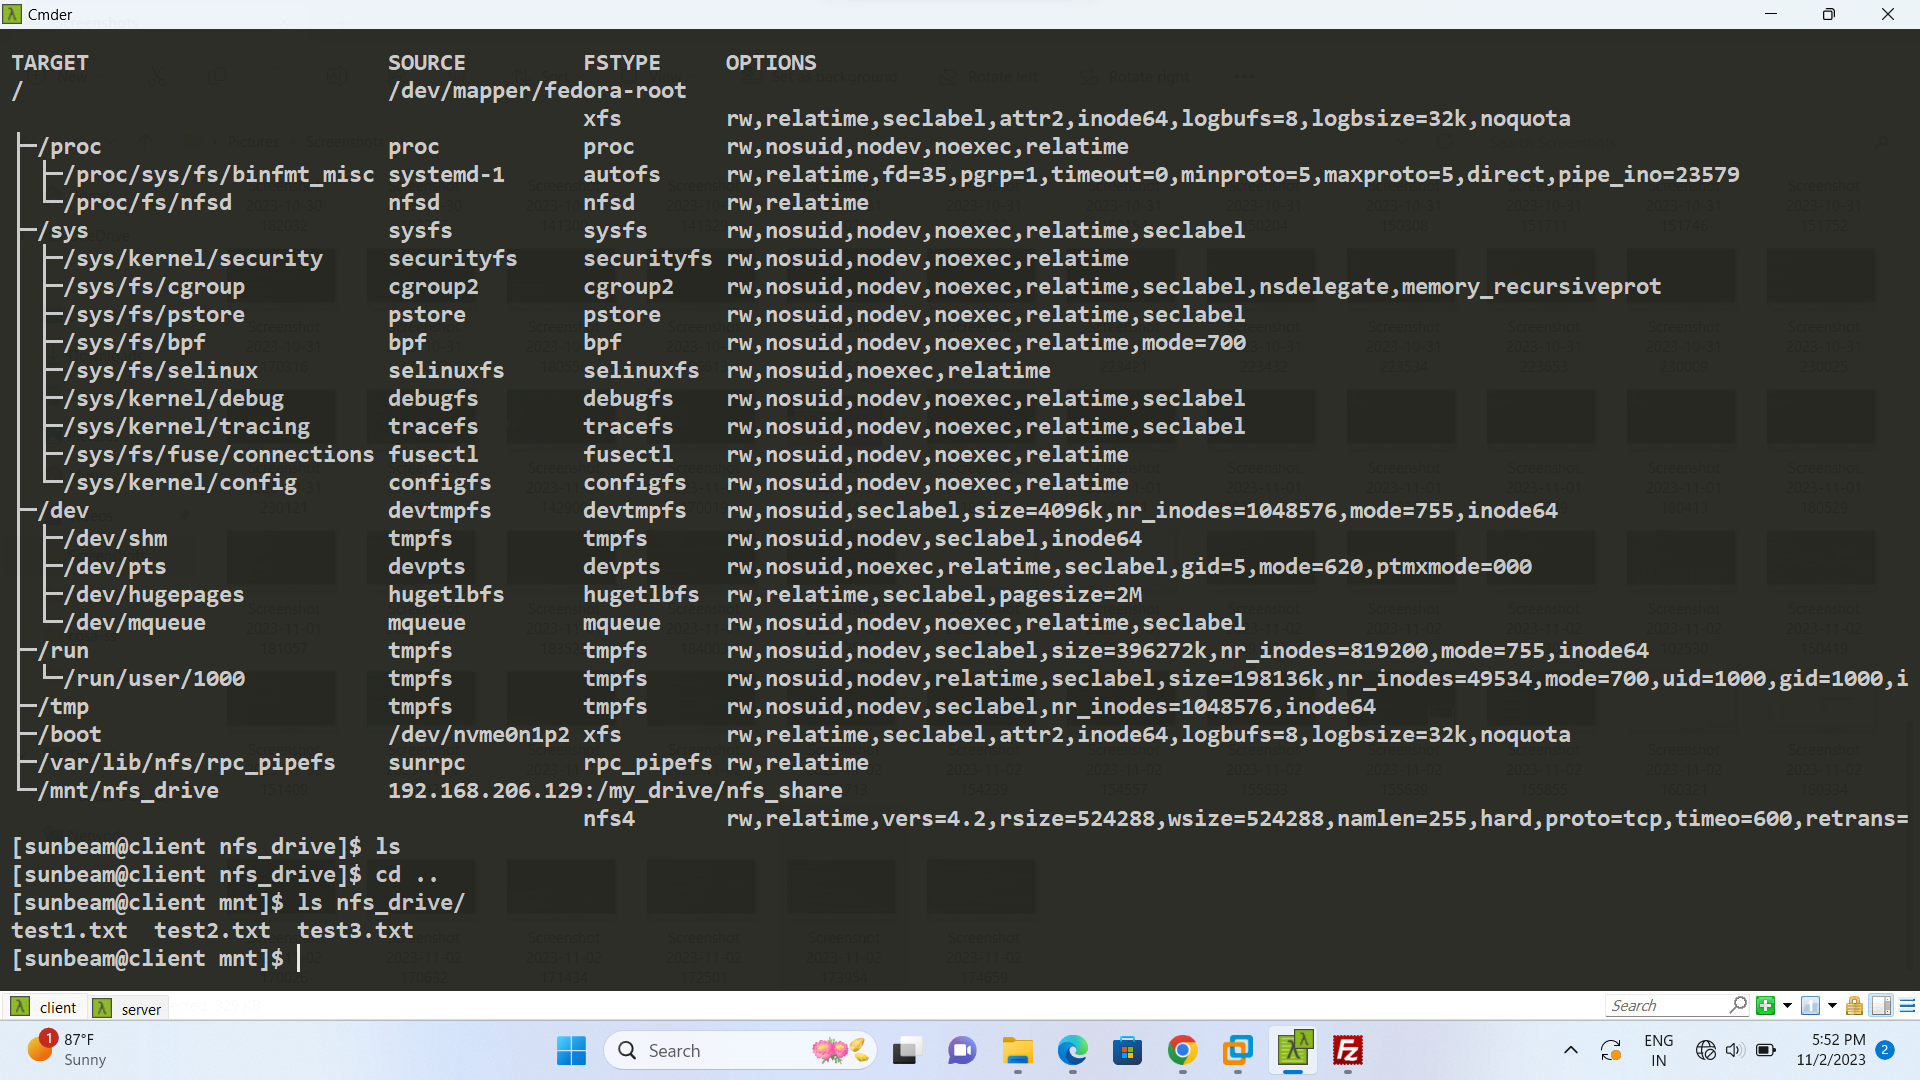 Cmder
TARGET SOURCE FSTYPE OPTIONS
/ /dev/mapper/fedora-root
xfs rw,relatime,seclabel,attr2,inode64,logbufs=8,logbsize=32k,noquota
├─/proc proc proc rw,nosuid,nodev,noexec,relatime
│ ├─/proc/sys/fs/binfmt_misc systemd-1 autofs rw,relatime,fd=35,pgrp=1,timeout=0,minproto=5,maxproto=5,direct,pipe_ino=23579
│ └─/proc/fs/nfsd nfsd nfsd rw,relatime
├─/sys sysfs sysfs rw,nosuid,nodev,noexec,relatime,seclabel
│ ├─/sys/kernel/security securityfs securityfs rw,nosuid,nodev,noexec,relatime
│ ├─/sys/fs/cgroup cgroup2 cgroup2 rw,nosuid,nodev,noexec,relatime,seclabel,nsdelegate,memory_recursiveprot
│ ├─/sys/fs/pstore pstore pstore rw,nosuid,nodev,noexec,relatime,seclabel
│ ├─/sys/fs/bpf bpf bpf rw,nosuid,nodev,noexec,relatime,mode=700
│ ├─/sys/fs/selinux selinuxfs selinuxfs rw,nosuid,noexec,relatime
│ ├─/sys/kernel/debug debugfs debugfs rw,nosuid,nodev,noexec,relatime,seclabel
│ ├─/sys/kernel/tracing tracefs tracefs rw,nosuid,nodev,noexec,relatime,seclabel
│ ├─/sys/fs/fuse/connections fusectl fusectl rw,nosuid,nodev,noexec,relatime
│ └─/sys/kernel/config configfs configfs rw,nosuid,nodev,noexec,relatime
├─/dev devtmpfs devtmpfs rw,nosuid,seclabel,size=4096k,nr_inodes=1048576,mode=755,inode64
│ ├─/dev/shm tmpfs tmpfs rw,nosuid,nodev,seclabel,inode64
│ ├─/dev/pts devpts devpts rw,nosuid,noexec,relatime,seclabel,gid=5,mode=620,ptmxmode=000
│ ├─/dev/hugepages hugetlbfs hugetlbfs rw,relatime,seclabel,pagesize=2M
│ └─/dev/mqueue mqueue mqueue rw,nosuid,nodev,noexec,relatime,seclabel
├─/run tmpfs tmpfs rw,nosuid,nodev,seclabel,size=396272k,nr_inodes=819200,mode=755,inode64
│ └─/run/user/1000 tmpfs tmpfs rw,nosuid,nodev,relatime,seclabel,size=198136k,nr_inodes=49534,mode=700,uid=1000,gid=1000,i
├─/tmp tmpfs tmpfs rw,nosuid,nodev,seclabel,nr_inodes=1048576,inode64
├─/boot /dev/nvme0n1p2 xfs rw,relatime,seclabel,attr2,inode64,logbufs=8,logbsize=32k,noquota
├─/var/lib/nfs/rpc_pipefs sunrpc rpc_pipefs rw,relatime
└─/mnt/nfs_drive 192.168.206.129:/my_drive/nfs_share
nfs4 rw,relatime,vers=4.2,rsize=524288,wsize=524288,namlen=255,hard,proto=tcp,timeo=600,retrans=
[sunbeam@client nfs_drive]$ ls
[sunbeam@client nfs_drive]$ cd ..
[sunbeam@client mnt]$ ls nfs_drive/
test1.txt test2.txt test3.txt
[sunbeam@client mnt]$
client server Search
1 87°F
Sunny
Search
ENG
IN
5:52 PM
11/2/2023
2